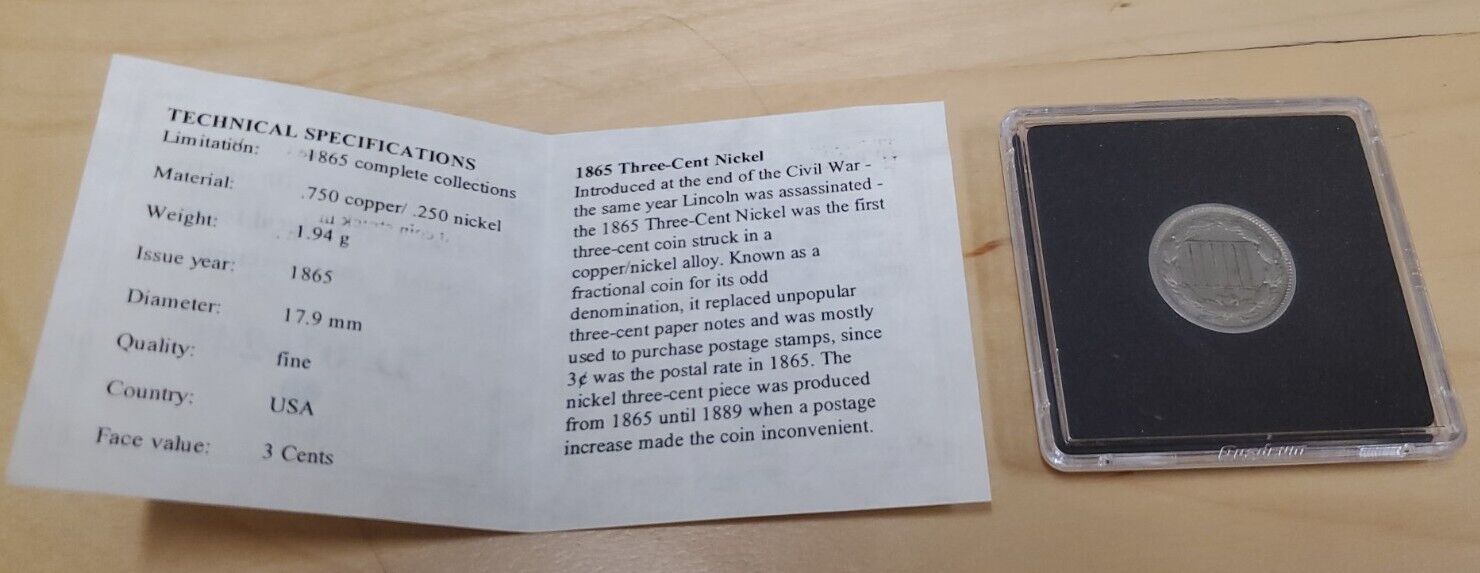 TECHNICAL SPECIFICATIONS
Limitation: 1865 complete collections
Material: .750 copper/ .250 nickel
Weight: 1.94 g
Issue year: 1865
Diameter: 17.9 mm
Quality: fine
Country: USA
Face value: 3 Cents
1865 Three-Cent Nickel
Introduced at the end of the Civil War -
the same year Lincoln was assassinated -
the 1865 Three-Cent Nickel was the first
three-cent coin struck in a
copper/nickel alloy. Known as a
fractional coin for its odd
denomination, it replaced unpopular
three-cent paper notes and was mostly
used to purchase postage stamps, since
3¢ was the postal rate in 1865. The
nickel three-cent piece was produced
from 1865 until 1889 when a postage
increase made the coin inconvenient.
III